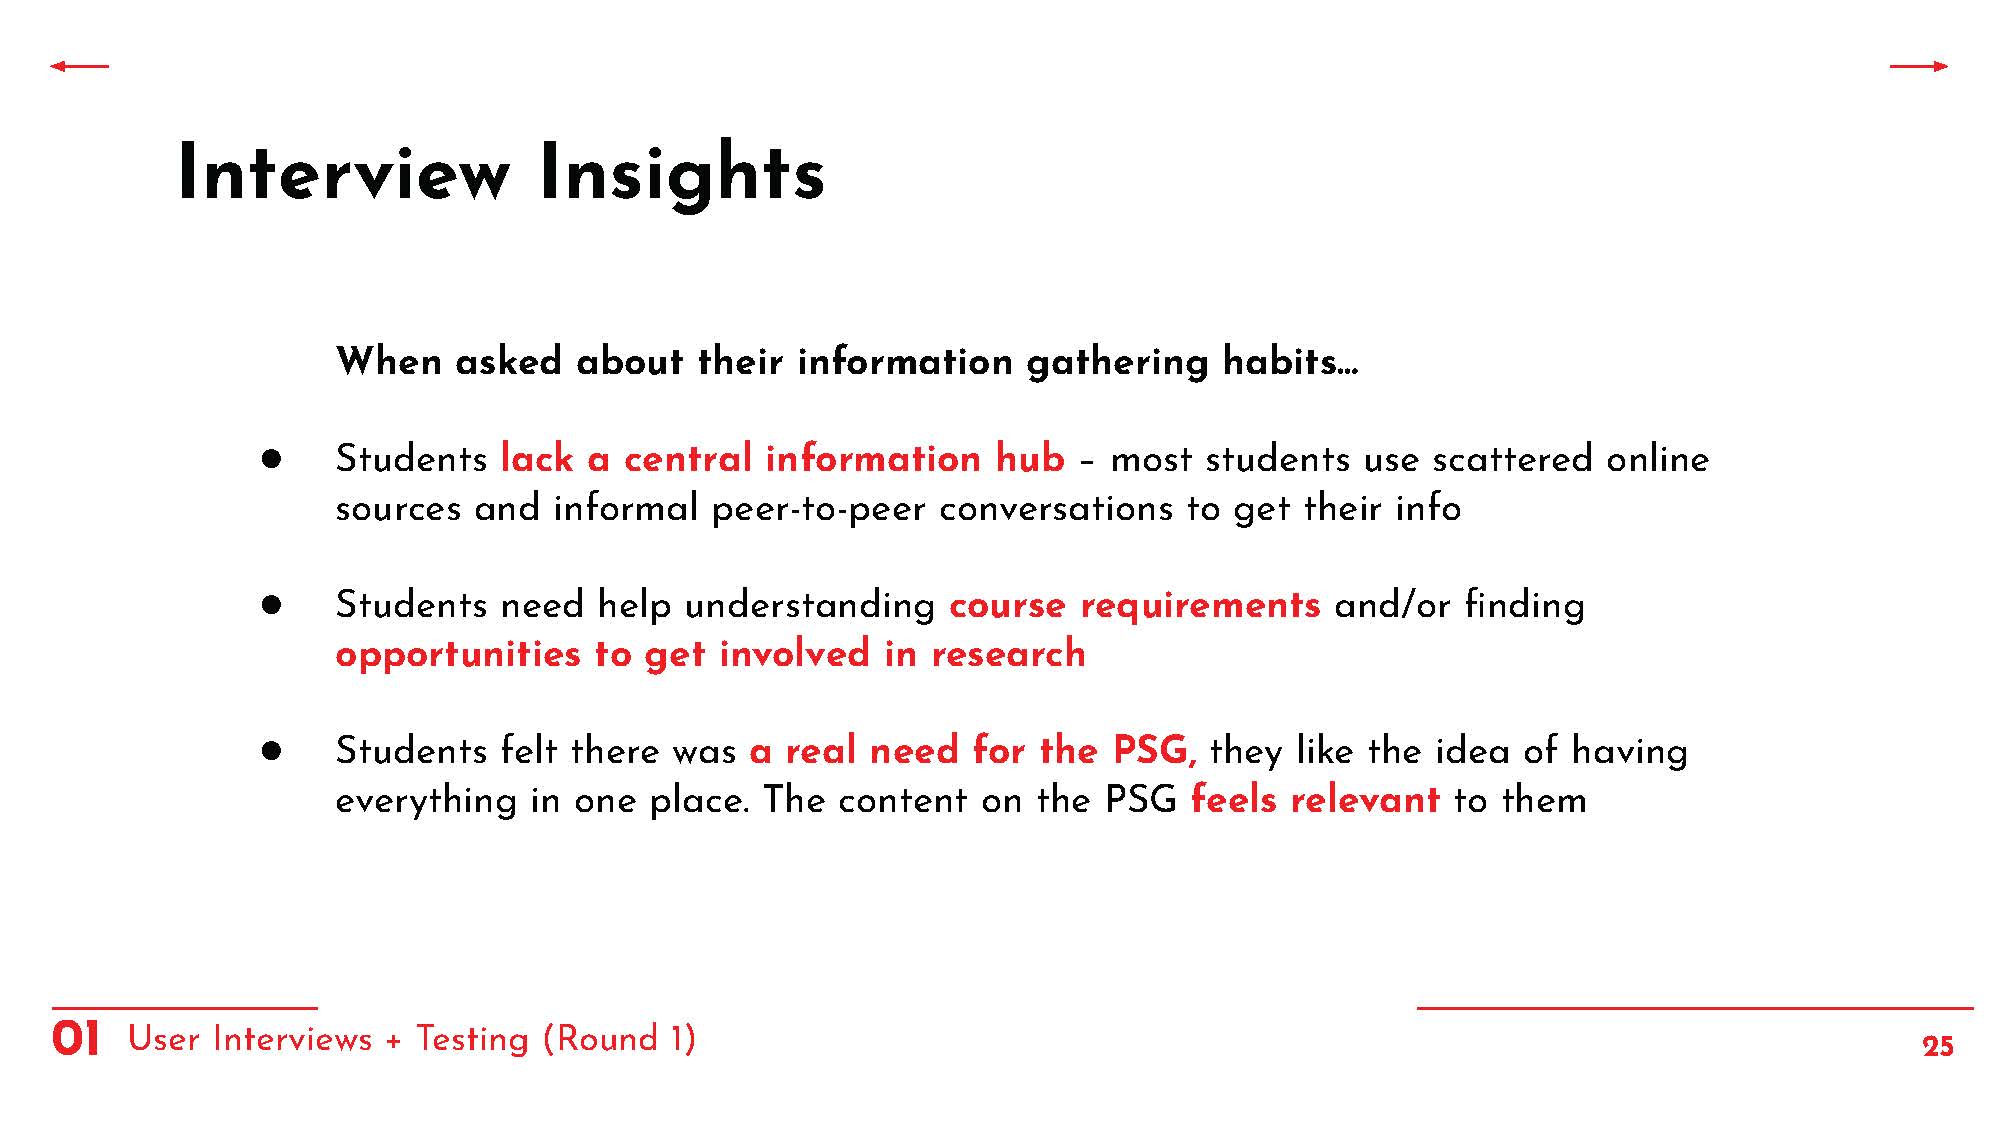 Interview Insights
When asked about their information gathering habits...
● Students lack a central information hub – most students use scattered online
sources and informal peer-to-peer conversations to get their info
● Students need help understanding course requirements and/or finding
opportunities to get involved in research
● Students felt there was a real need for the PSG, they like the idea of having
everything in one place. The content on the PSG feels relevant to them
01 User Interviews + Testing (Round 1)
25